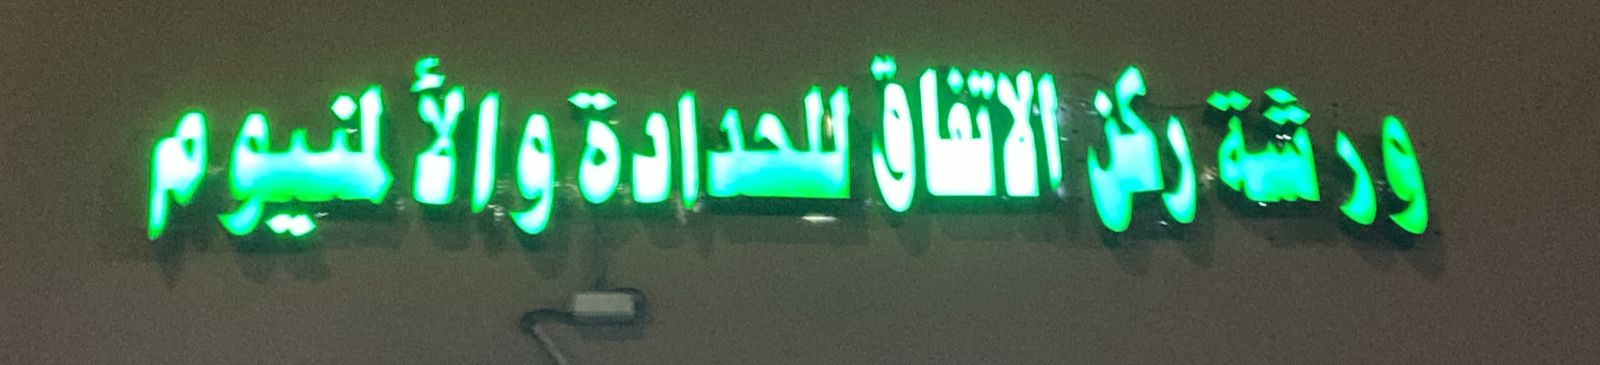 ورشة ركن الاتفاق للحدادة والألمنيوم